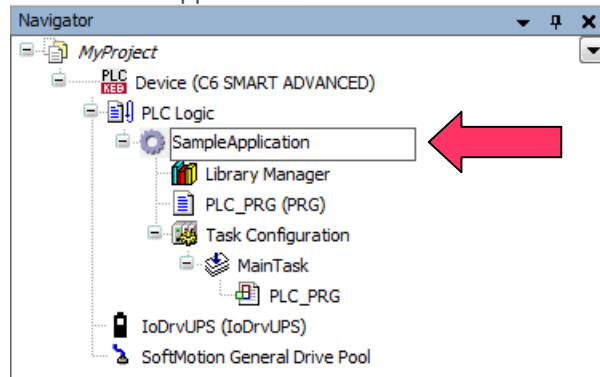 Navigator
MyProject
PLC
KEB
Device (C6 SMART ADVANCED)
PLC Logic
SampleApplication
Library Manager
PLC_PRG (PRG)
Task Configuration
MainTask
PLC_PRG
IoDrvUPS (IoDrvUPS)
SoftMotion General Drive Pool